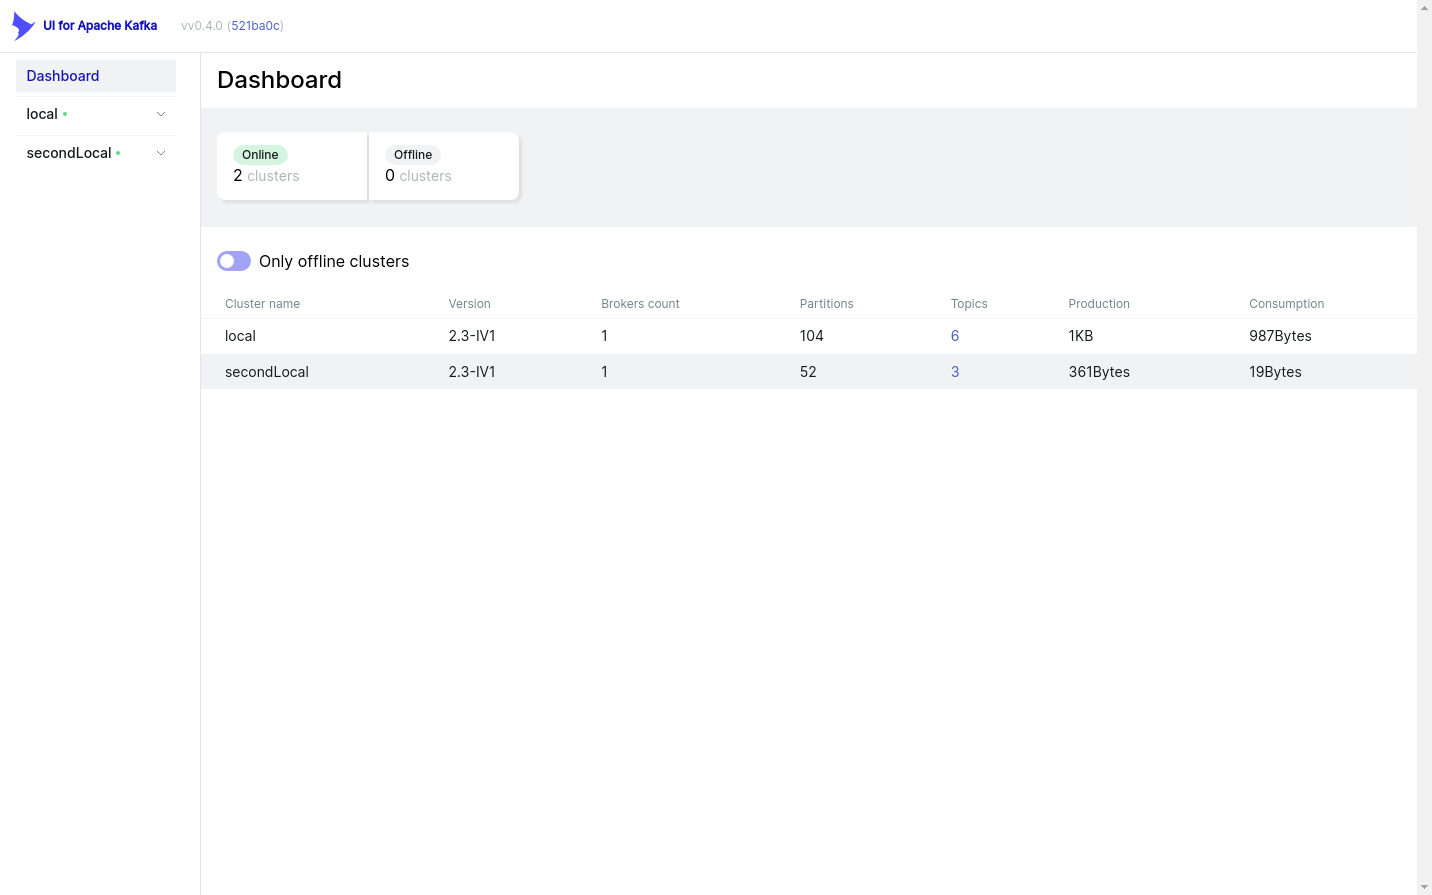 UI for Apache Kafka vv0.4.0 (521ba0c)
Dashboard
local
secondLocal
Dashboard
Online
2 clusters
Offline
0 clusters
Only offline clusters
Cluster name Version Brokers count Partitions Topics Production Consumption
local 2.3-IV1 1 104 6 1KB 987Bytes
secondLocal 2.3-IV1 1 52 3 361Bytes 19Bytes